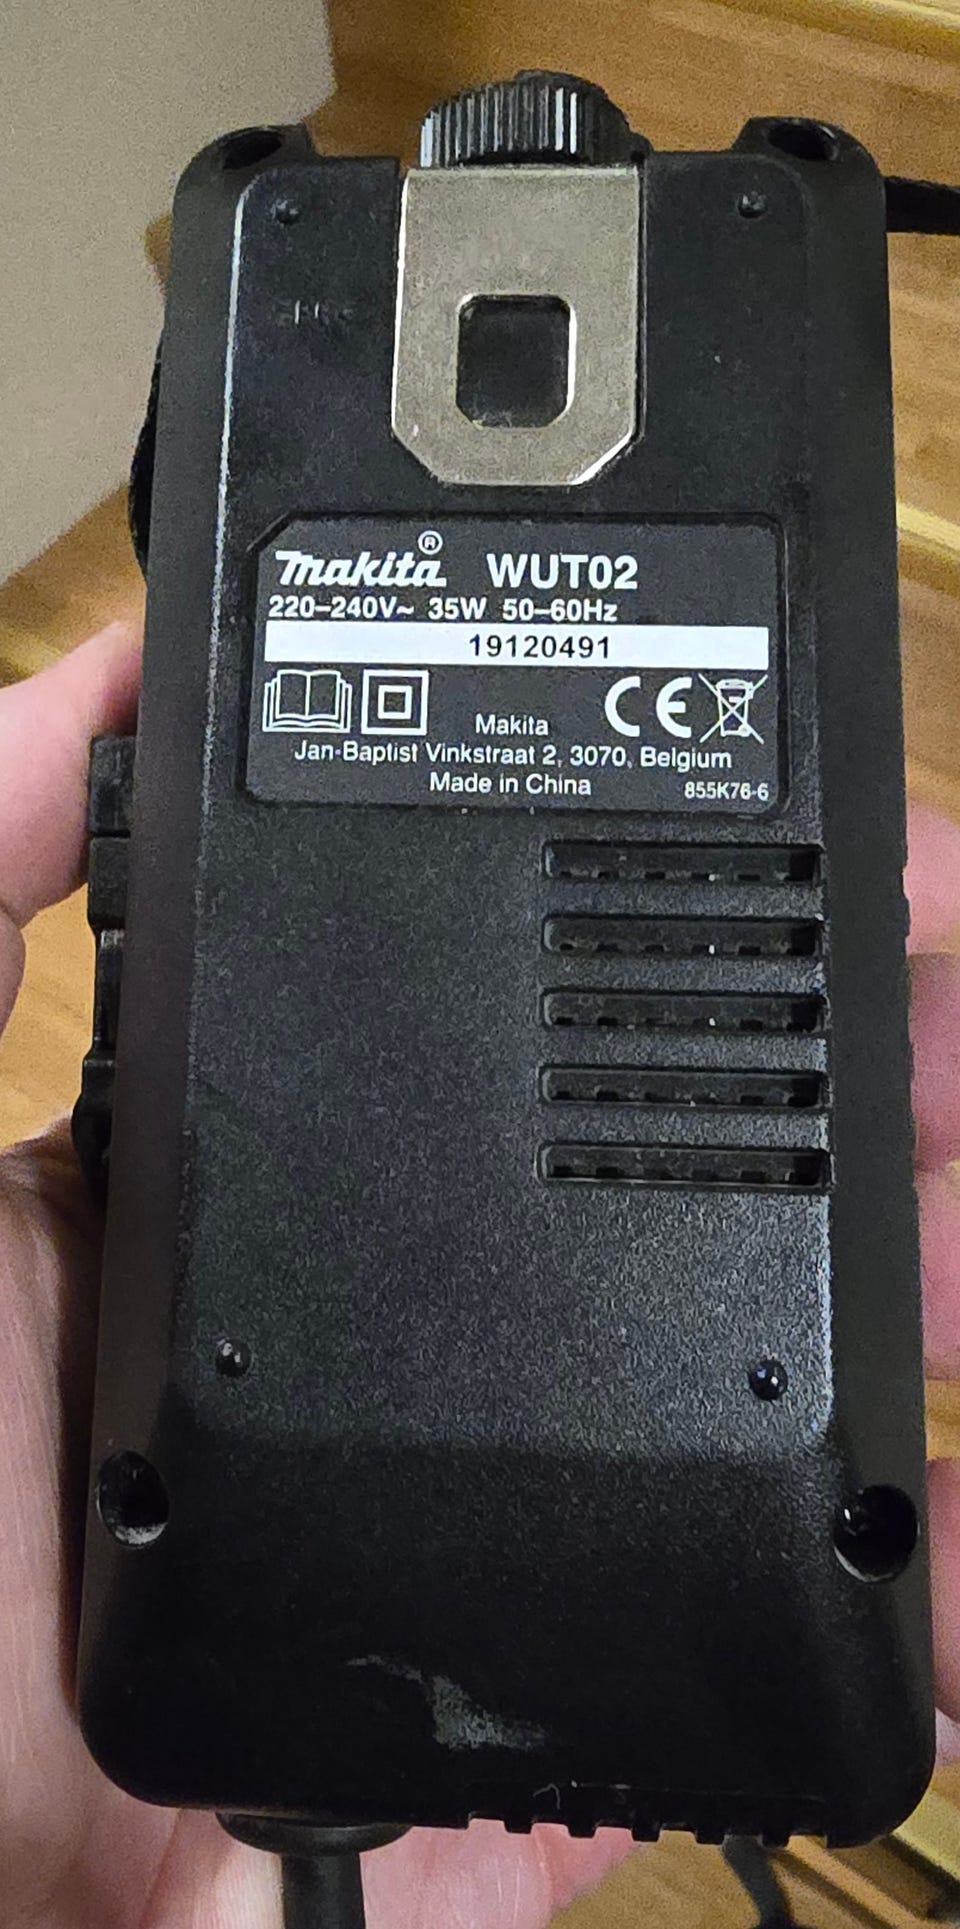 makita® WUT02
220–240V~ 35W 50–60Hz
19120491
CE
Makita
Jan-Baptist Vinkstraat 2, 3070, Belgium
Made in China
855K76-6